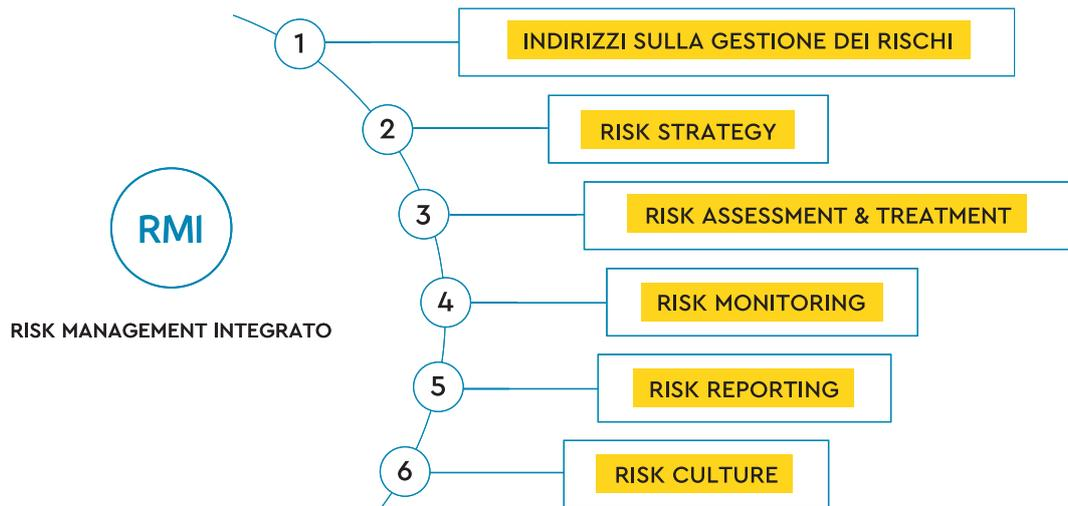 1
INDIRIZZI SULLA GESTIONE DEI RISCHI
2
RISK STRATEGY
3
RISK ASSESSMENT & TREATMENT
RMI
RISK MANAGEMENT INTEGRATO
4
RISK MONITORING
5
RISK REPORTING
6
RISK CULTURE